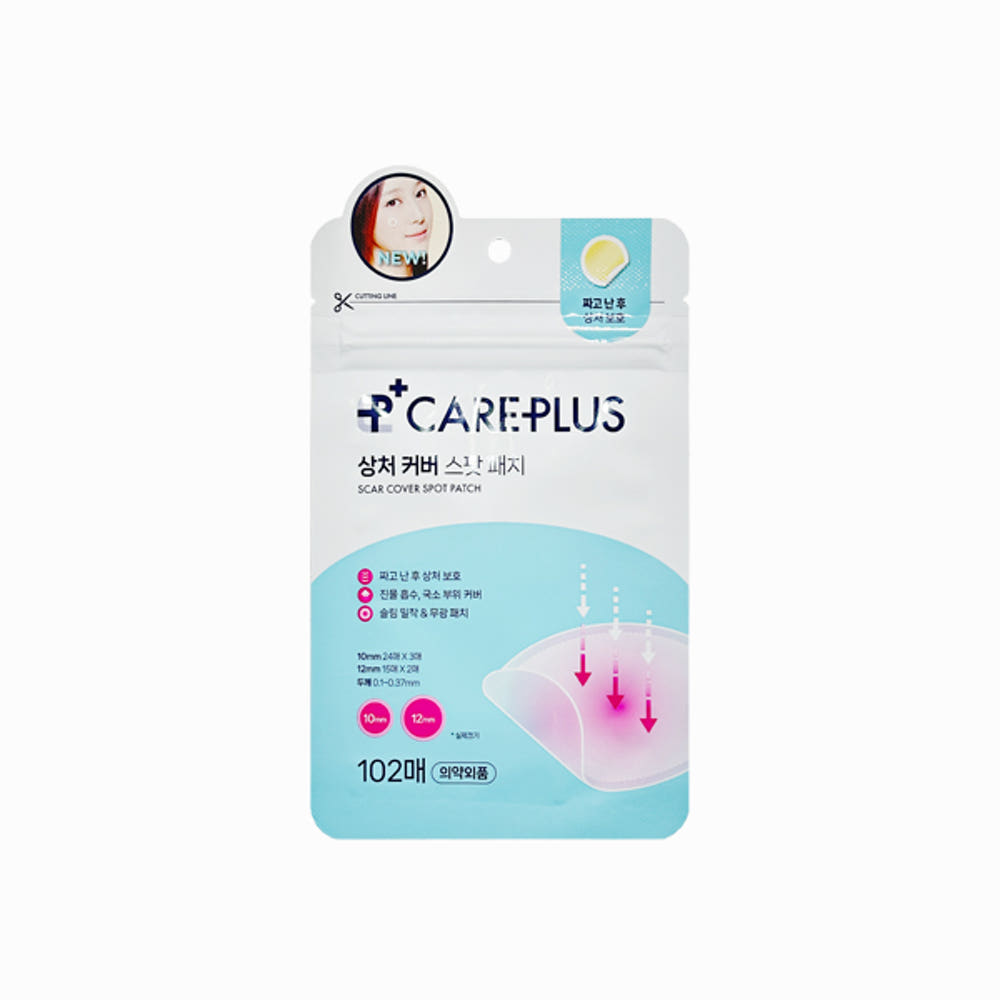 NEW!
CUTTING LINE
짜고 난 후
상처 보호
CAREPLUS
상처 커버 스팟 패치
SCAR COVER SPOT PATCH
짜고 난 후 상처 보호
진물 흡수, 국소 부위 커버
슬림 밀착 & 무광 패치
10mm 24매 X 3매
12mm 15매 X 2매
두께 0.1~0.37mm
10mm 12mm
*실제크기
102매 의약외품